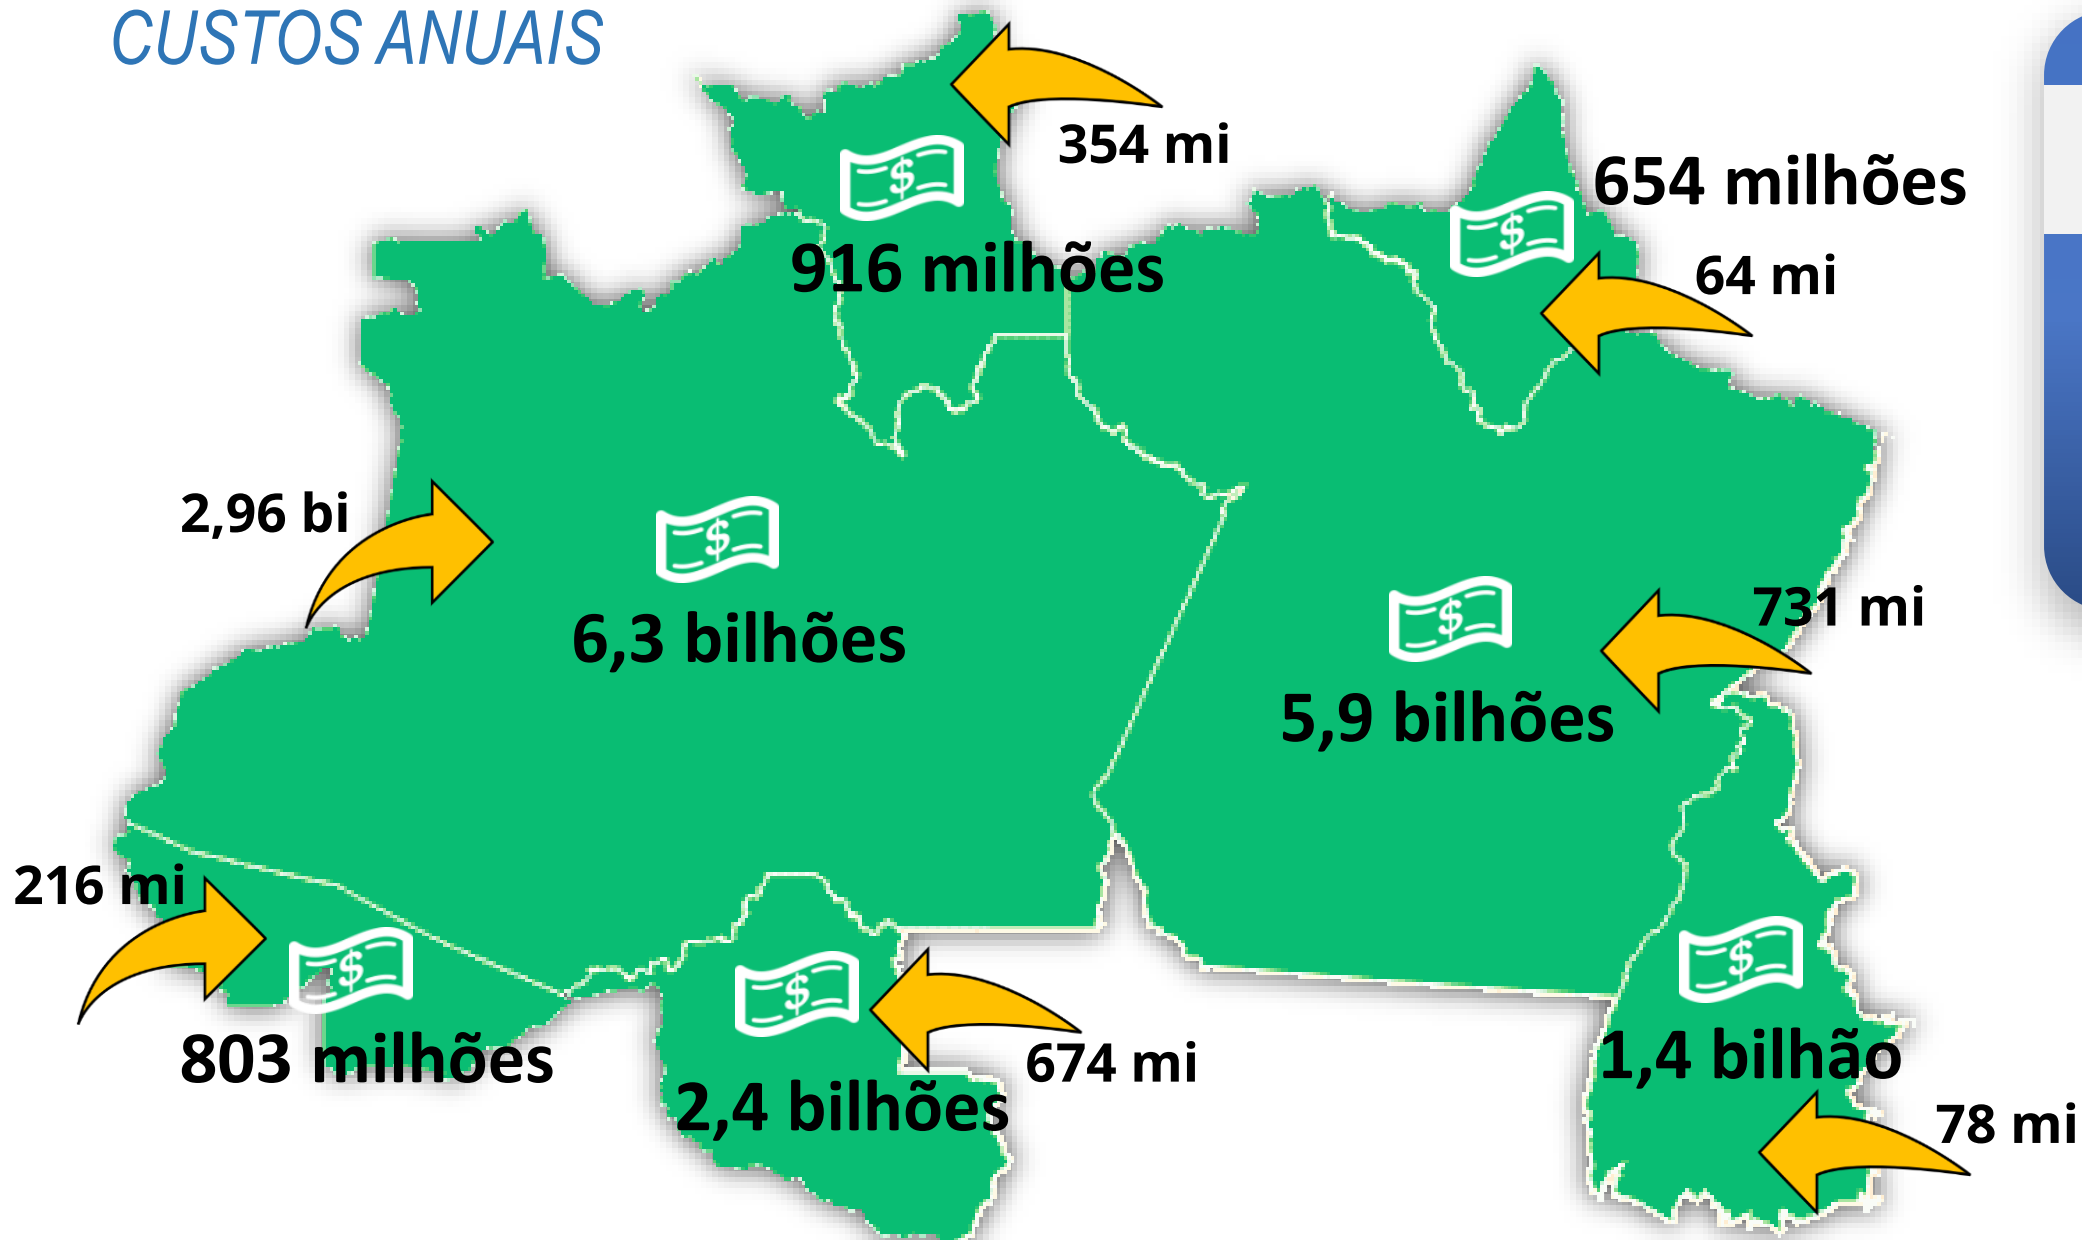 CUSTOS ANUAIS
354 mi
654 milhões
916 milhões
64 mi
2,96 bi
6,3 bilhões
731 mi
5,9 bilhões
216 mi
803 milhões
674 mi
2,4 bilhões
1,4 bilhão
78 mi